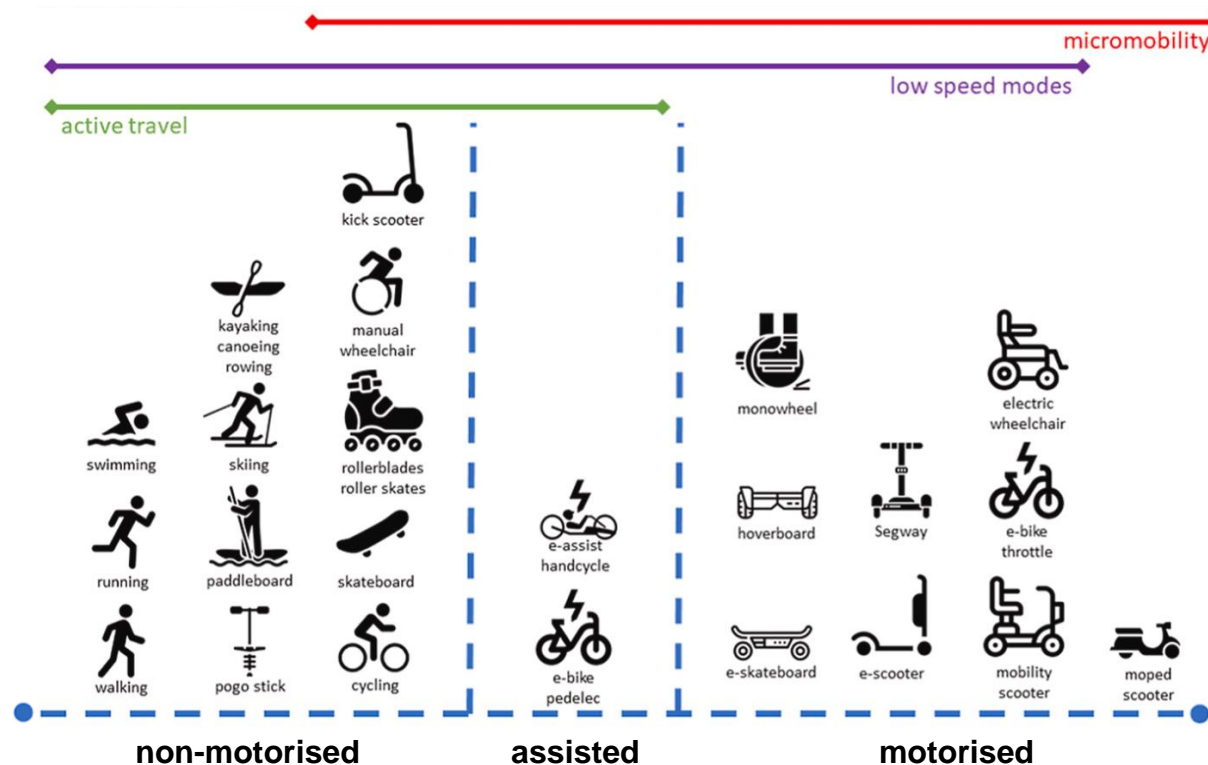 micromobility
low speed modes
active travel
kick scooter
kayaking
canoeing
rowing
manual
wheelchair
monowheel
electric
wheelchair
swimming
skiing
rollerblades
roller skates
hoverboard
Segway
e-bike
throttle
e-assist
handcycle
running
paddleboard
skateboard
walking
pogo stick
cycling
e-bike
pedelec
e-skateboard
e-scooter
mobility
scooter
moped
scooter
non-motorised
assisted
motorised